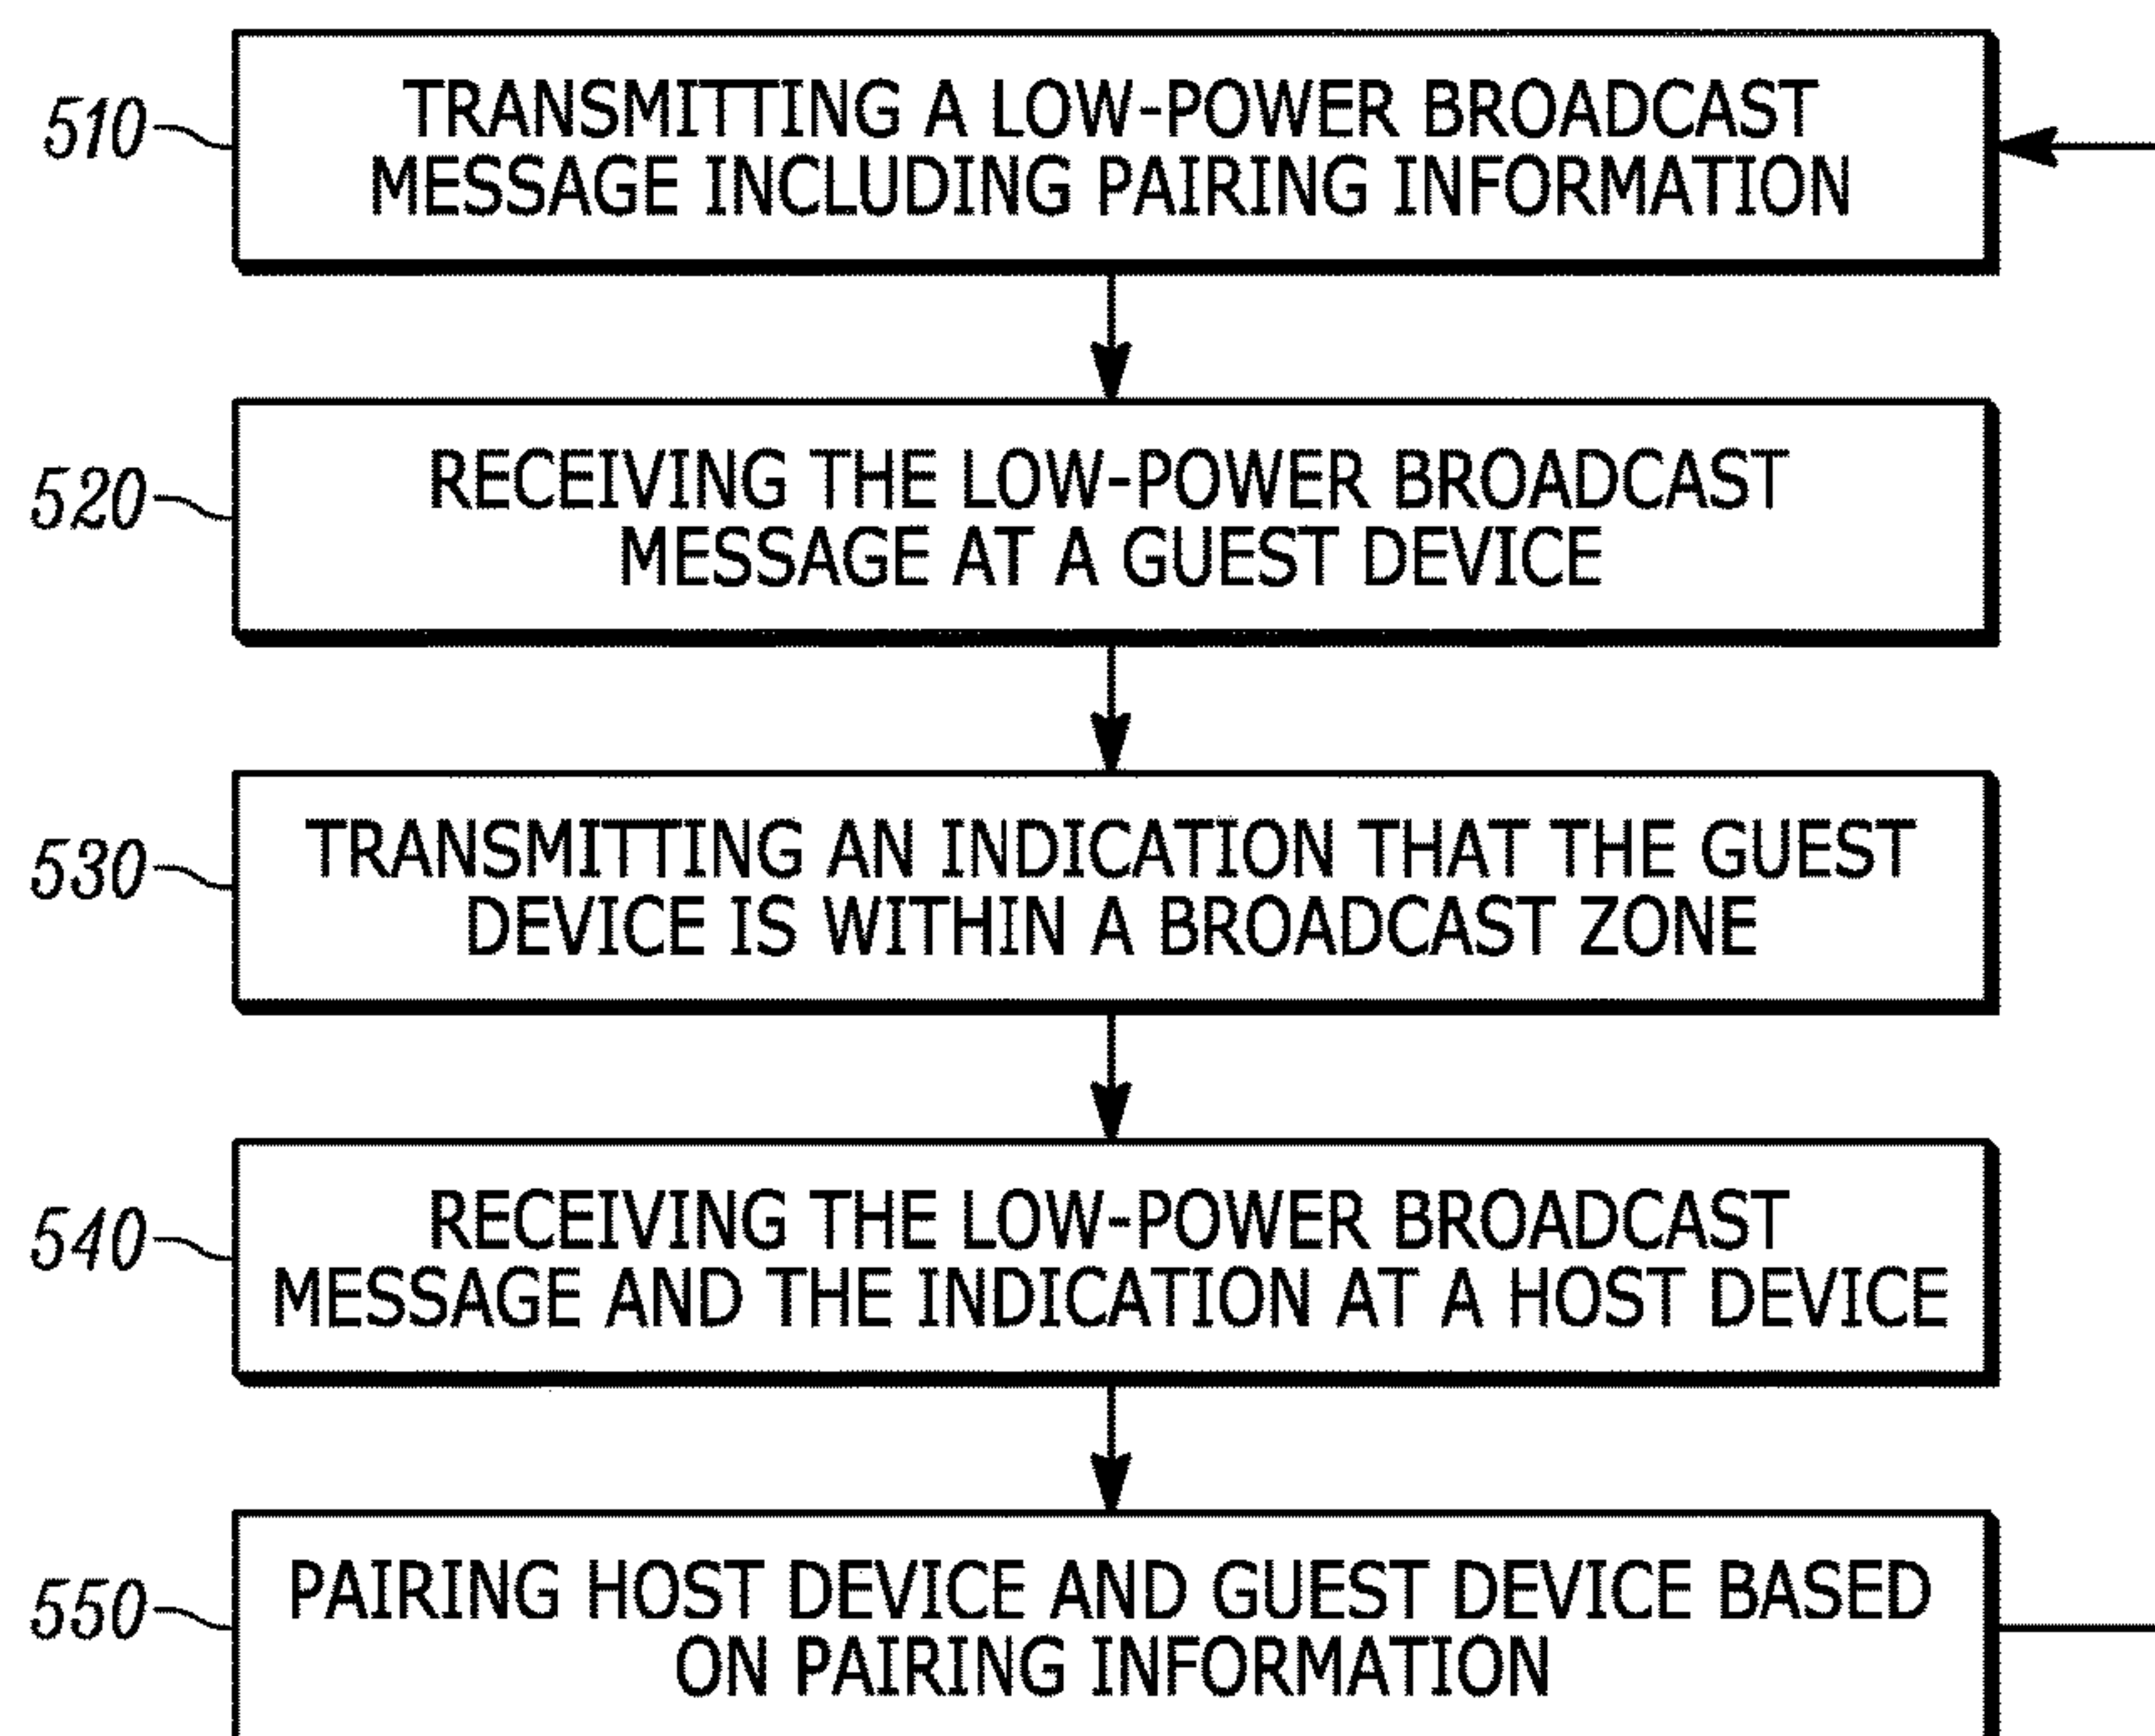 510
TRANSMITTING A LOW-POWER BROADCAST
MESSAGE INCLUDING PAIRING INFORMATION
520
RECEIVING THE LOW-POWER BROADCAST
MESSAGE AT A GUEST DEVICE
530
TRANSMITTING AN INDICATION THAT THE GUEST
DEVICE IS WITHIN A BROADCAST ZONE
540
RECEIVING THE LOW-POWER BROADCAST
MESSAGE AND THE INDICATION AT A HOST DEVICE
550
PAIRING HOST DEVICE AND GUEST DEVICE BASED
ON PAIRING INFORMATION